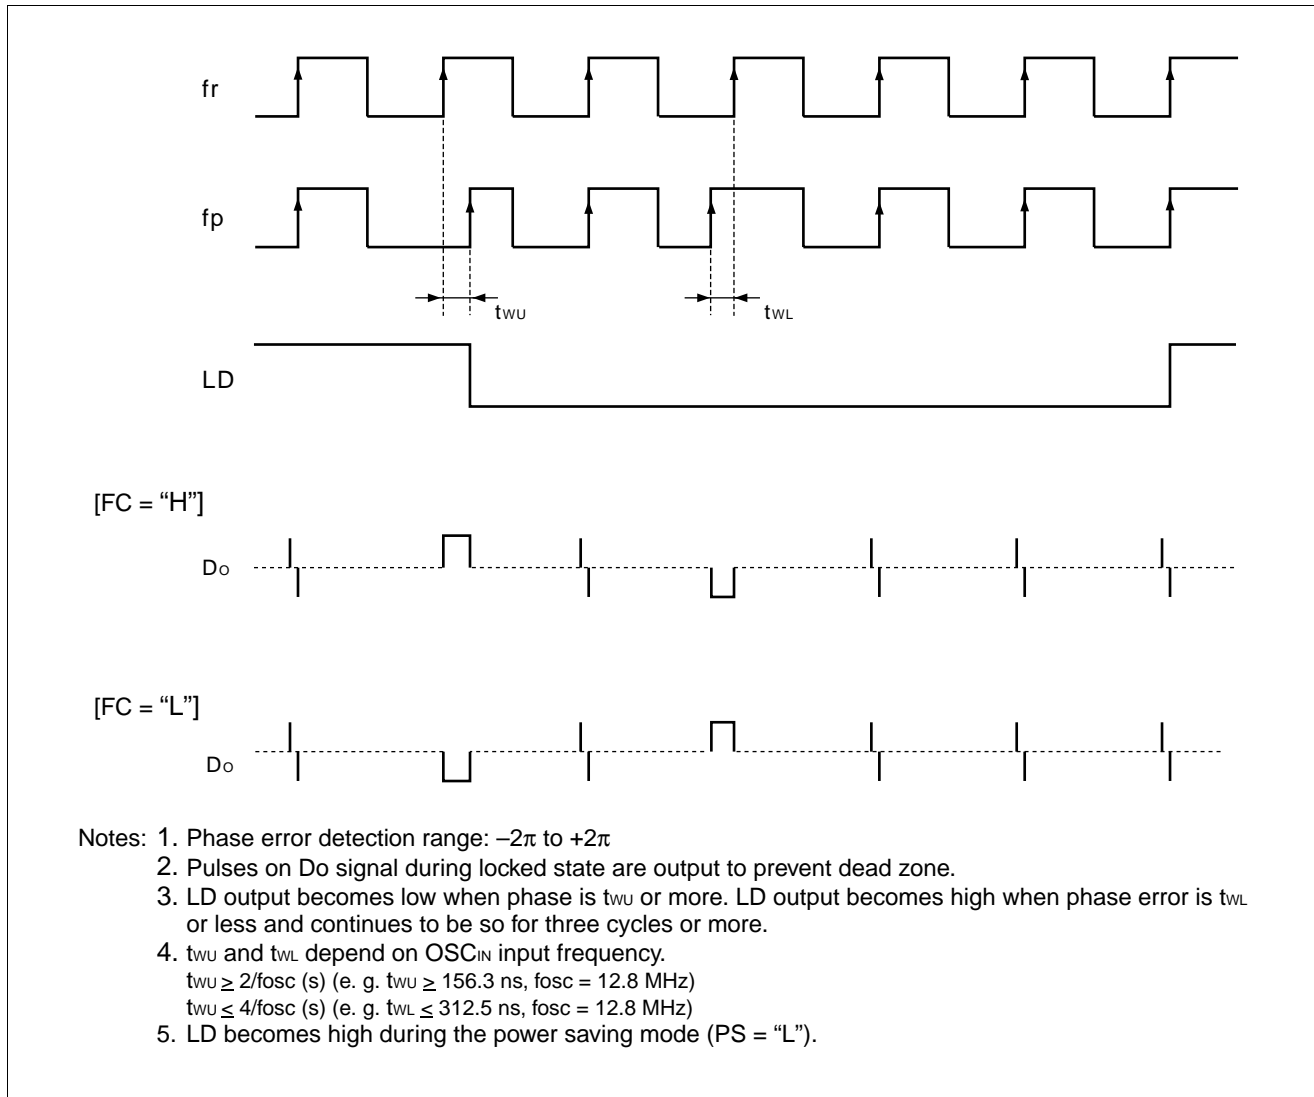 fr
fp
tWU tWL
LD
[FC = “H”]
DO
[FC = “L”]
DO
Notes: 1. Phase error detection range: –2π to +2π
2. Pulses on Do signal during locked state are output to prevent dead zone.
3. LD output becomes low when phase is tWU or more. LD output becomes high when phase error is tWL
or less and continues to be so for three cycles or more.
4. tWU and tWL depend on OSCIN input frequency.
tWU ≥ 2/fosc (s) (e. g. tWU ≥ 156.3 ns, fosc = 12.8 MHz)
tWU ≤ 4/fosc (s) (e. g. tWL ≤ 312.5 ns, fosc = 12.8 MHz)
5. LD becomes high during the power saving mode (PS = “L”).